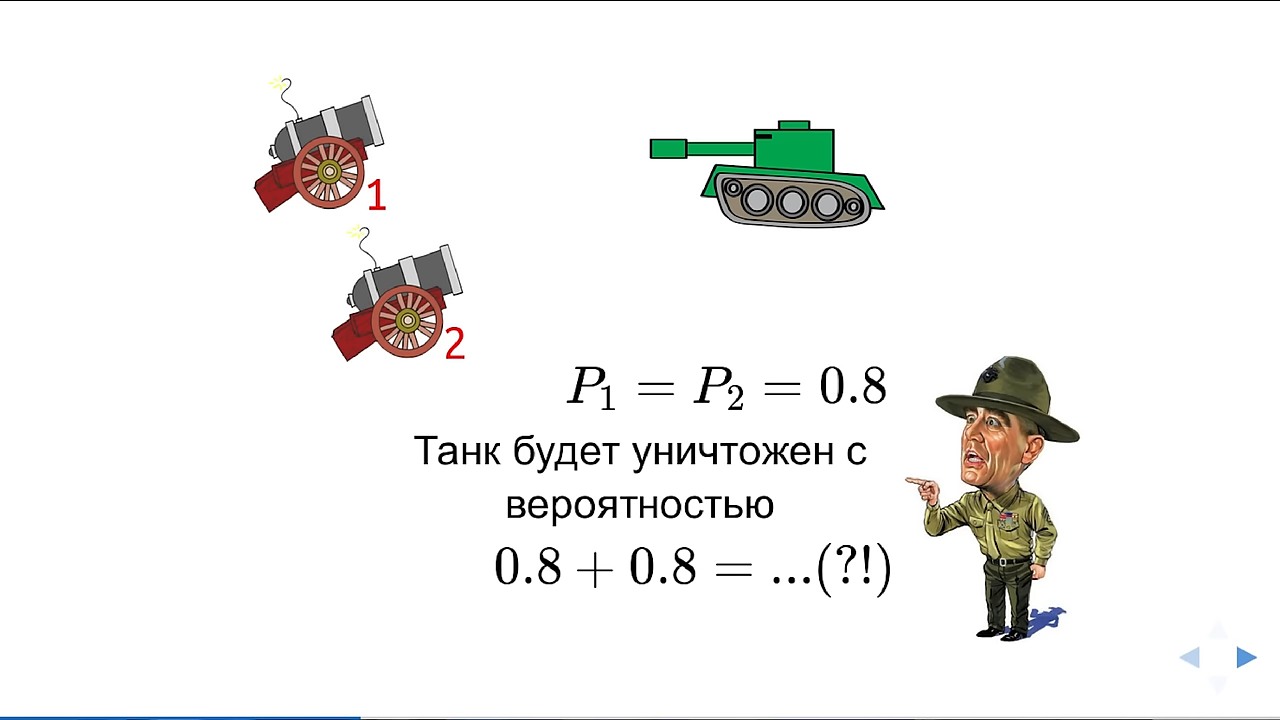 1
2
P₁ = P₂ = 0.8
Танк будет уничтожен с
вероятностью
0.8 + 0.8 = ...(?!)